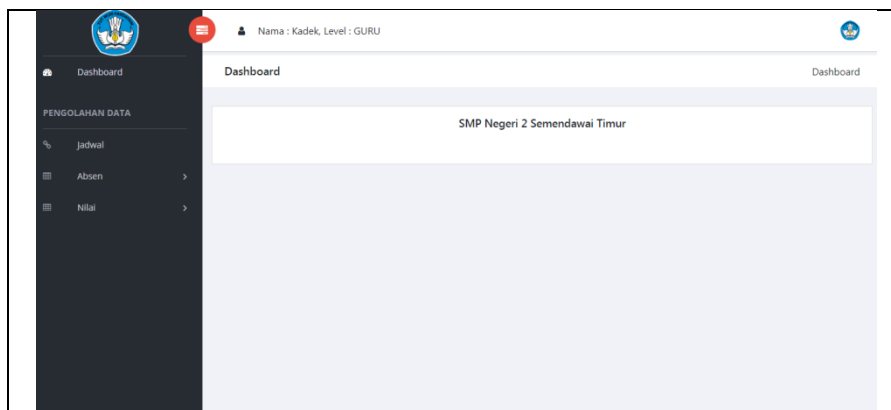 Nama : Kadek, Level : GURU
Dashboard
Dashboard
Dashboard
PENGOLAHAN DATA
SMP Negeri 2 Semendawai Timur
Jadwal
Absen
Nilai